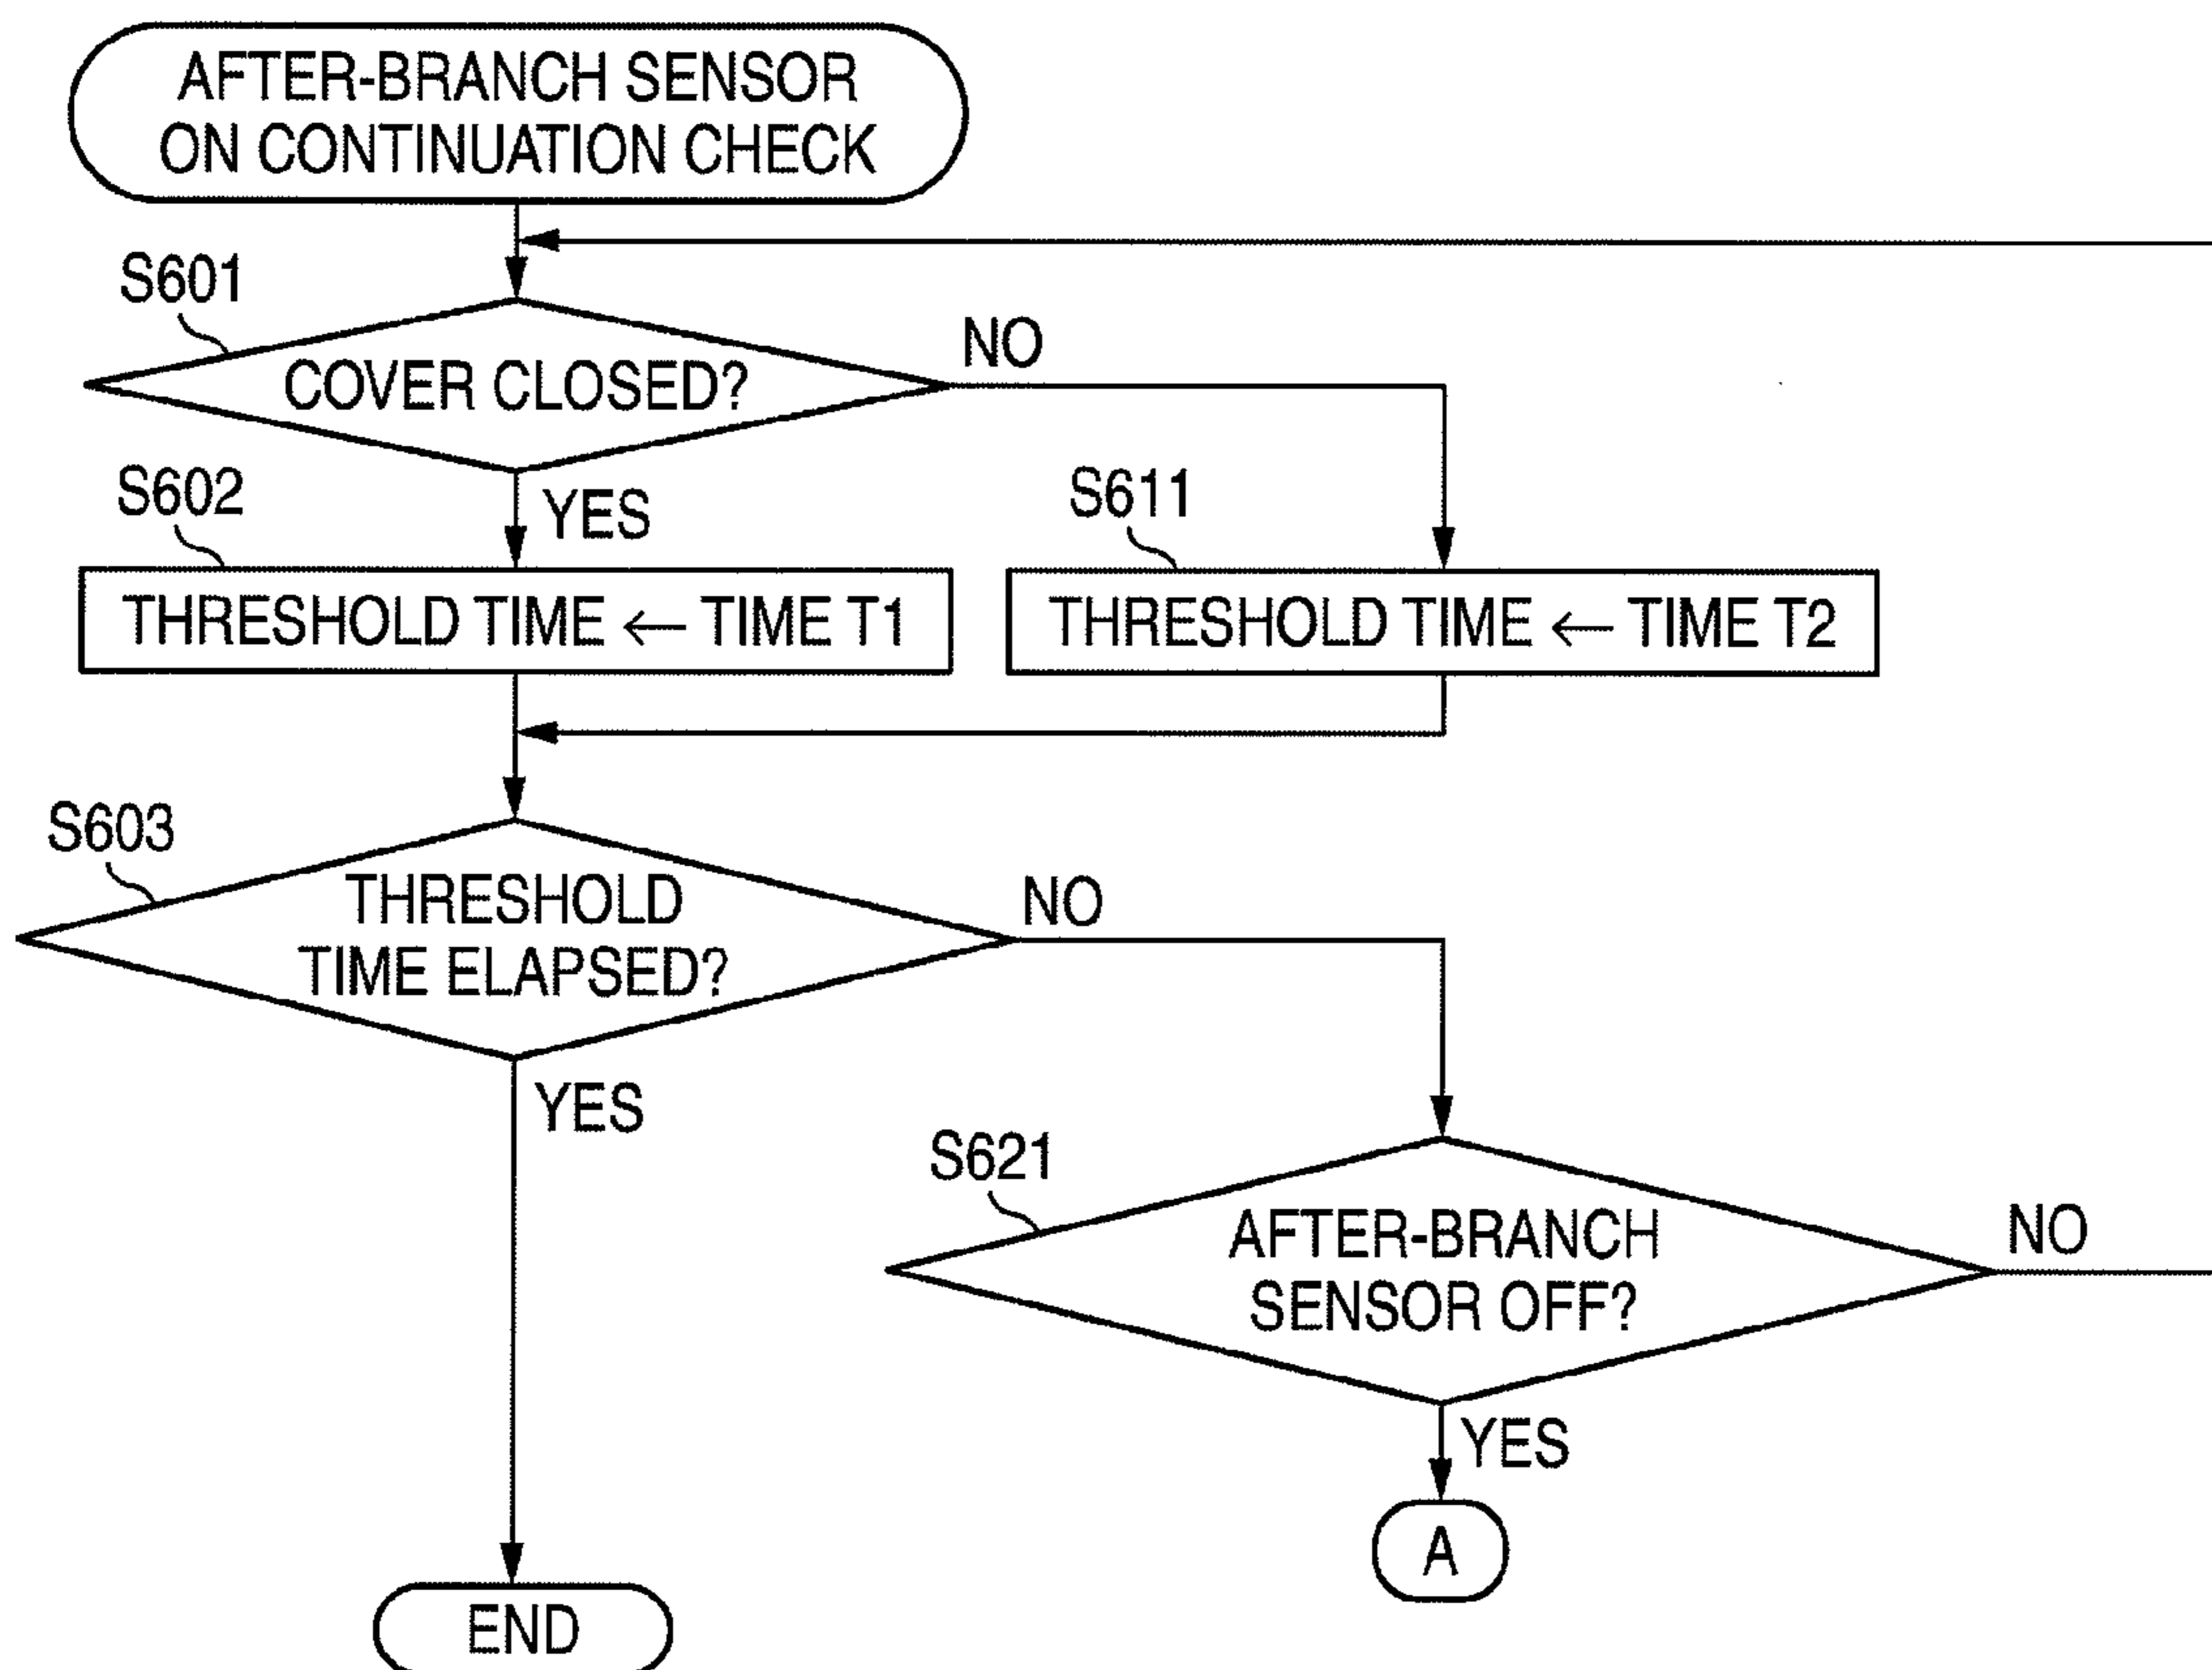 AFTER-BRANCH SENSOR
ON CONTINUATION CHECK
S601
COVER CLOSED?
NO
YES
S602
THRESHOLD TIME ← TIME T1
S611
THRESHOLD TIME ← TIME T2
S603
THRESHOLD
TIME ELAPSED?
NO
YES
S621
AFTER-BRANCH
SENSOR OFF?
NO
YES
A
END